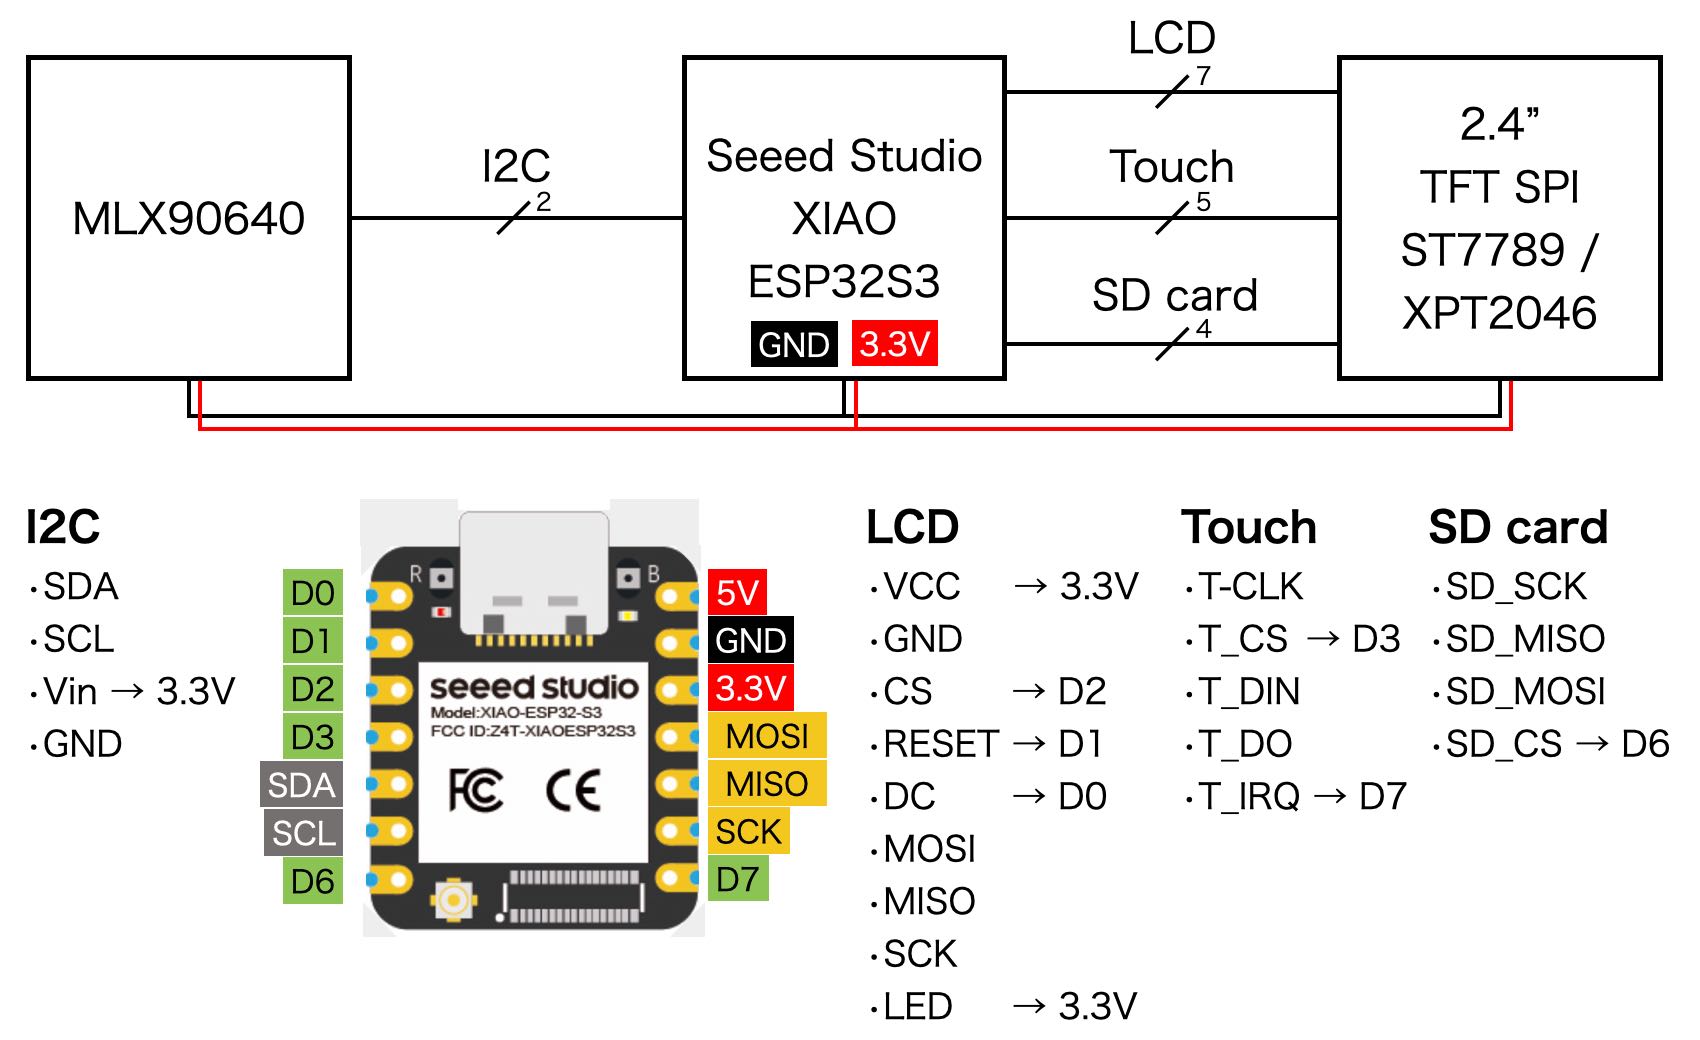 LCD
7
I2C
2
Touch
5
SD card
4
MLX90640
Seeed Studio
XIAO
ESP32S3
GND 3.3V
2.4”
TFT SPI
ST7789 /
XPT2046
I2C
・SDA
・SCL
・Vin → 3.3V
・GND
D0
D1
D2
D3
SDA
SCL
D6
R
B
seeed studio
Model:XIAO-ESP32-S3
FCC ID:Z4T-XIAOESP32S3
FC CE
5V
GND
3.3V
MOSI
MISO
SCK
D7
LCD
・VCC → 3.3V
・GND
・CS → D2
・RESET → D1
・DC → D0
・MOSI
・MISO
・SCK
・LED → 3.3V
Touch
・T-CLK
・T_CS → D3
・T_DIN
・T_DO
・T_IRQ → D7
SD card
・SD_SCK
・SD_MISO
・SD_MOSI
・SD_CS → D6